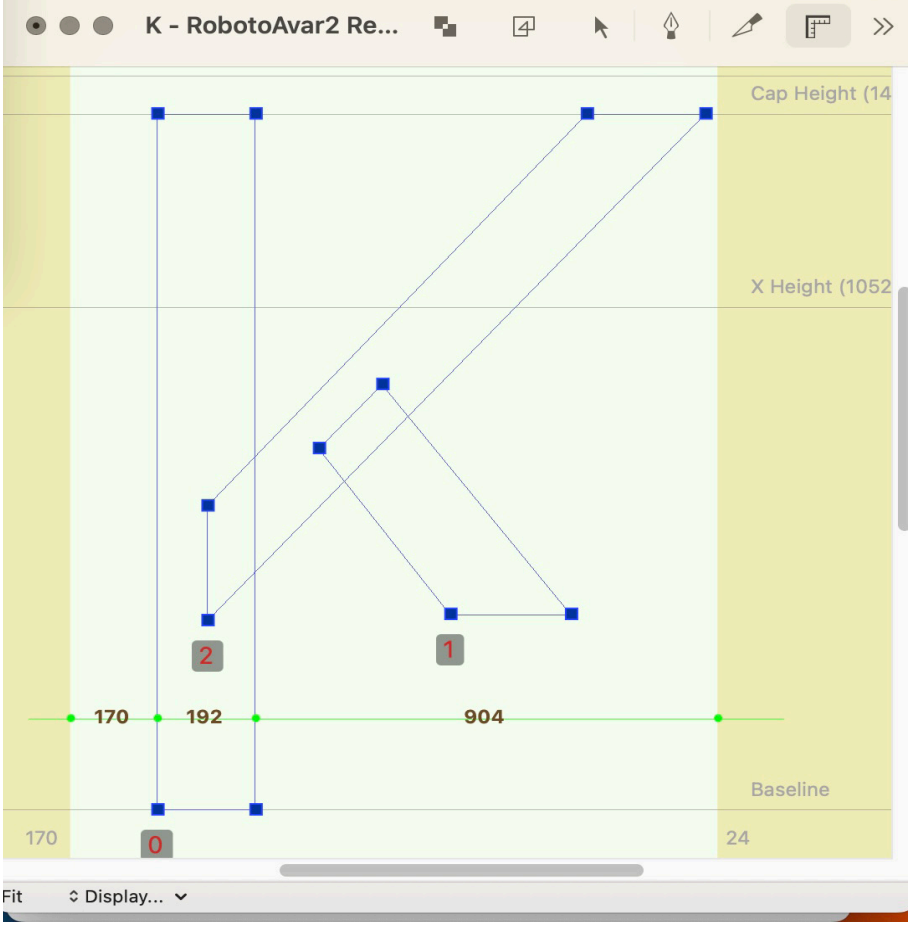 K - RobotoAvar2 Re...
Cap Height (14
X Height (1052
2
1
170 192 904
Baseline
170
24
0
Fit
Display...